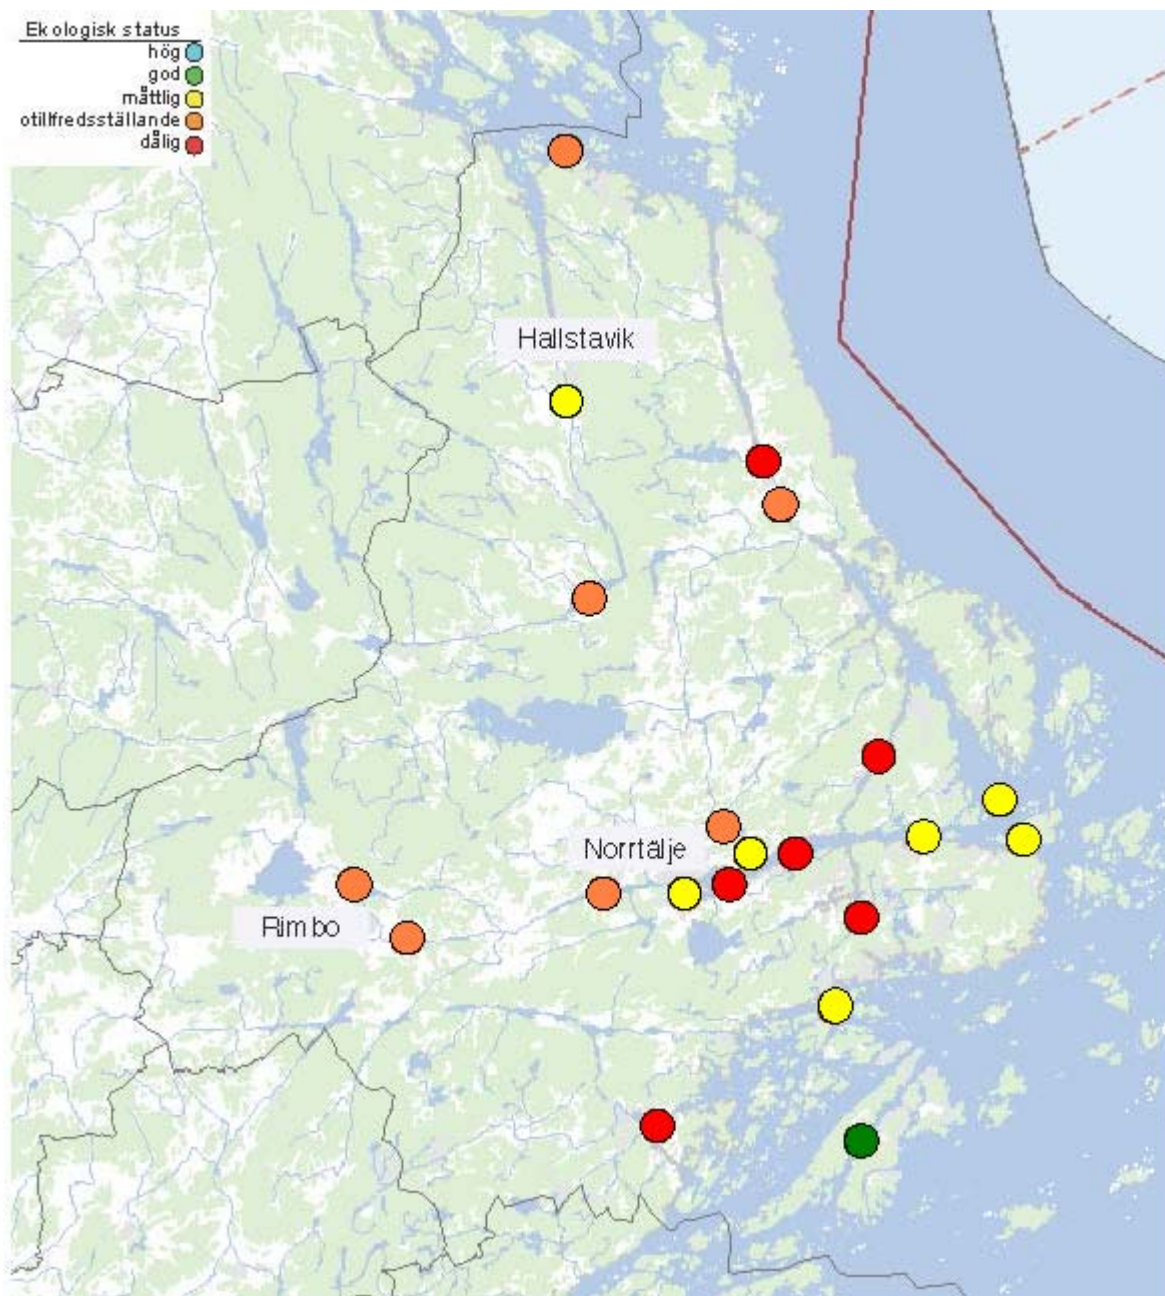 Ekologisk status
hög
god
måttlig
otillfredsställande
dålig
Hallstavik
Norrtälje
Rimbo